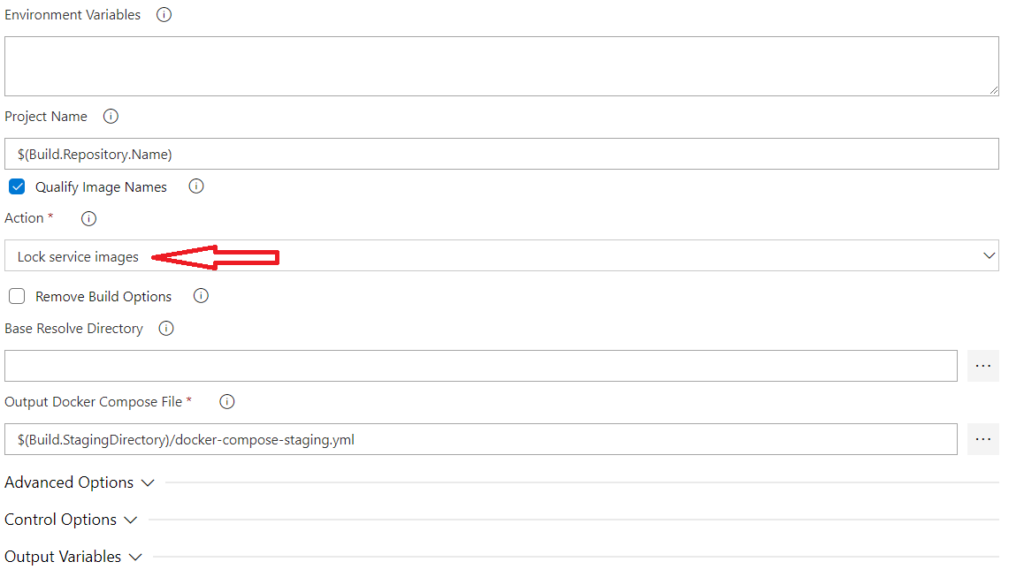 Environment Variables
Project Name
$(Build.Repository.Name)
Qualify Image Names
Action *
Lock service images
Remove Build Options
Base Resolve Directory
...
Output Docker Compose File *
$(Build.StagingDirectory)/docker-compose-staging.yml
...
Advanced Options
Control Options
Output Variables